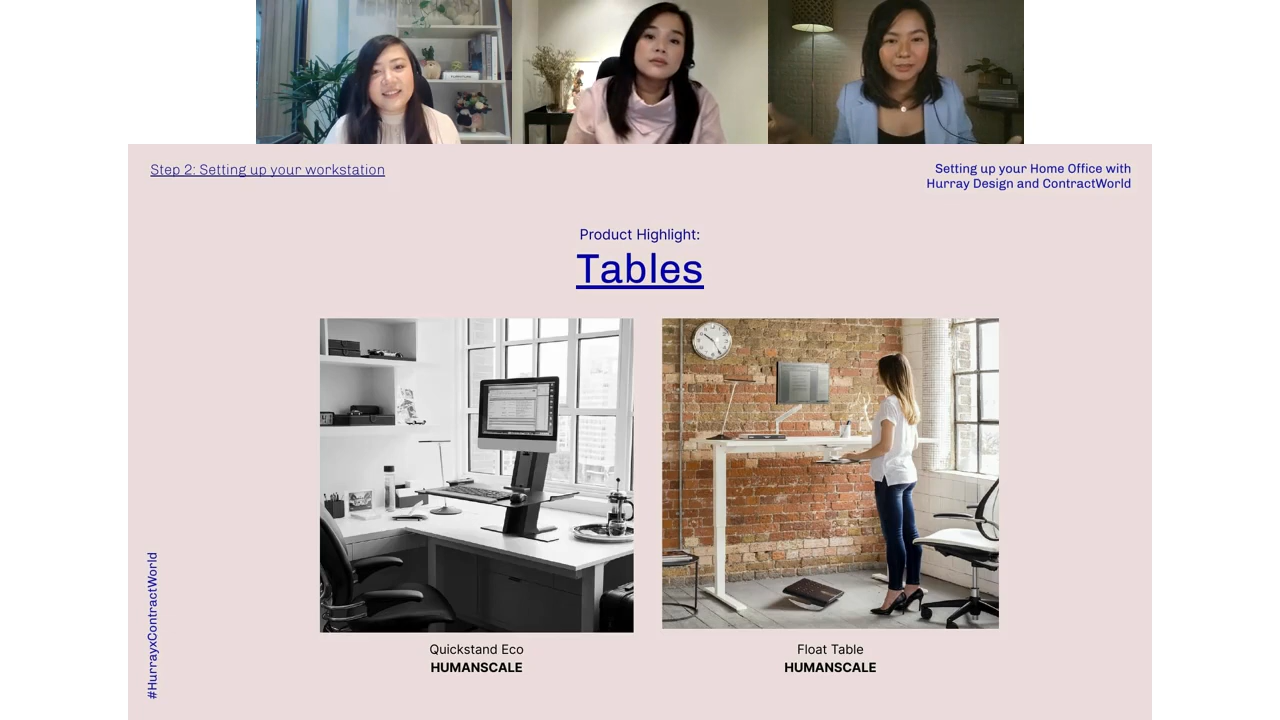 Step 2: Setting up your workstation
Setting up your Home Office with
Hurray Design and ContractWorld
Product Highlight:
Tables
Quickstand Eco
HUMANSCALE
Float Table
HUMANSCALE
#HurrayxContractWorld